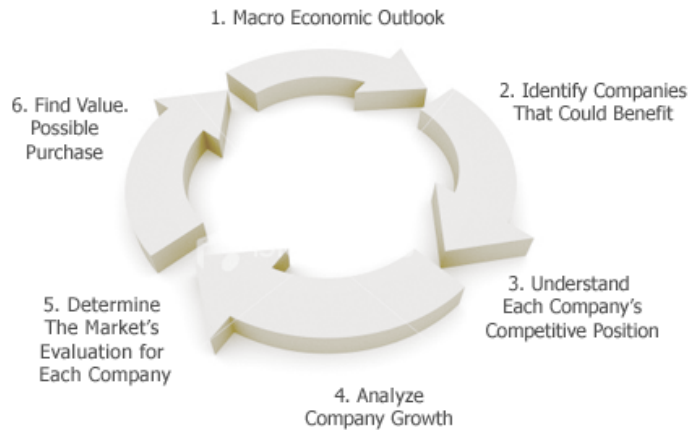 1. Macro Economic Outlook
2. Identify Companies
That Could Benefit
3. Understand
Each Company's
Competitive Position
4. Analyze
Company Growth
5. Determine
The Market's
Evaluation for
Each Company
6. Find Value.
Possible
Purchase